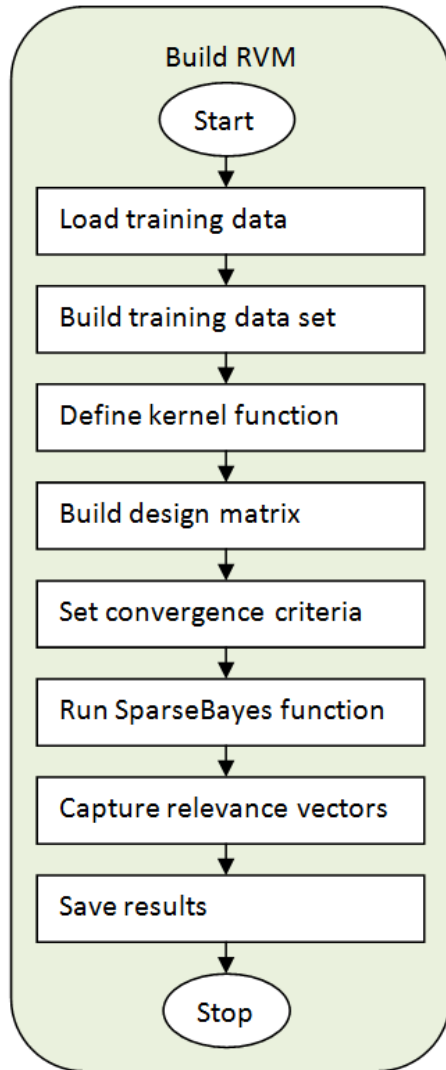 Build RVM
Start
Load training data
Build training data set
Define kernel function
Build design matrix
Set convergence criteria
Run SparseBayes function
Capture relevance vectors
Save results
Stop